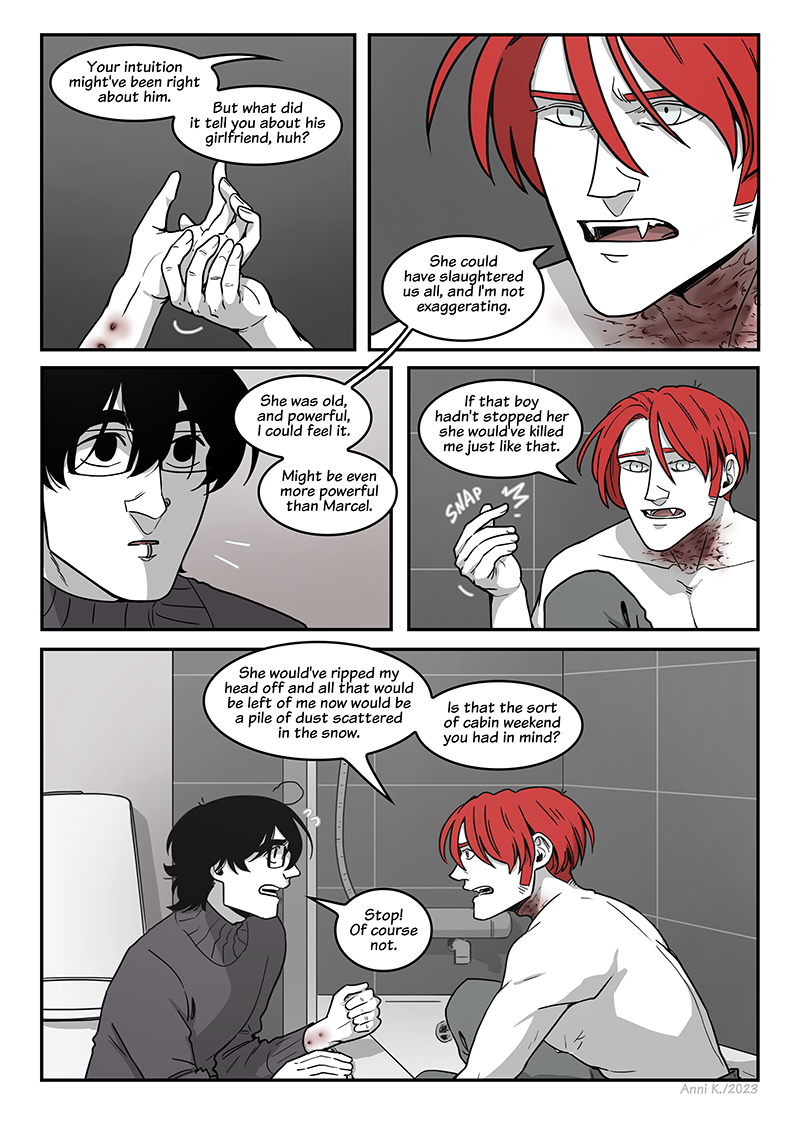 Your intuition
might've been right
about him.
But what did
it tell you about his
girlfriend, huh?
She could
have slaughtered
us all, and I'm not
exaggerating.
She was old,
and powerful,
I could feel it.
Might be even
more powerful
than Marcel.
If that boy
hadn't stopped her
she would've killed
me just like that.
SNAP
She would've ripped my
head off and all that would
be left of me now would be
a pile of dust scattered
in the snow.
Is that the sort
of cabin weekend
you had in mind?
Stop!
Of course
not.
Anni K./2023